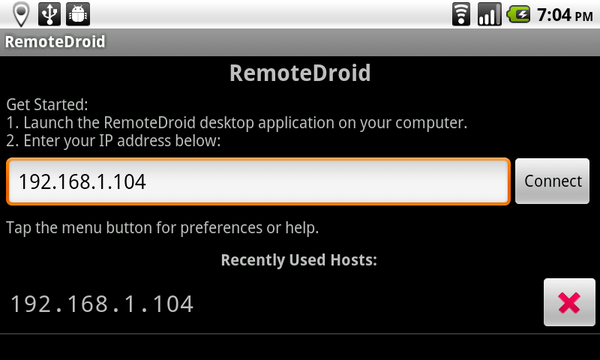 7:04 PM
RemoteDroid
RemoteDroid
Get Started:
1. Launch the RemoteDroid desktop application on your computer.
2. Enter your IP address below:
192.168.1.104 Connect
Tap the menu button for preferences or help.
Recently Used Hosts:
192.168.1.104